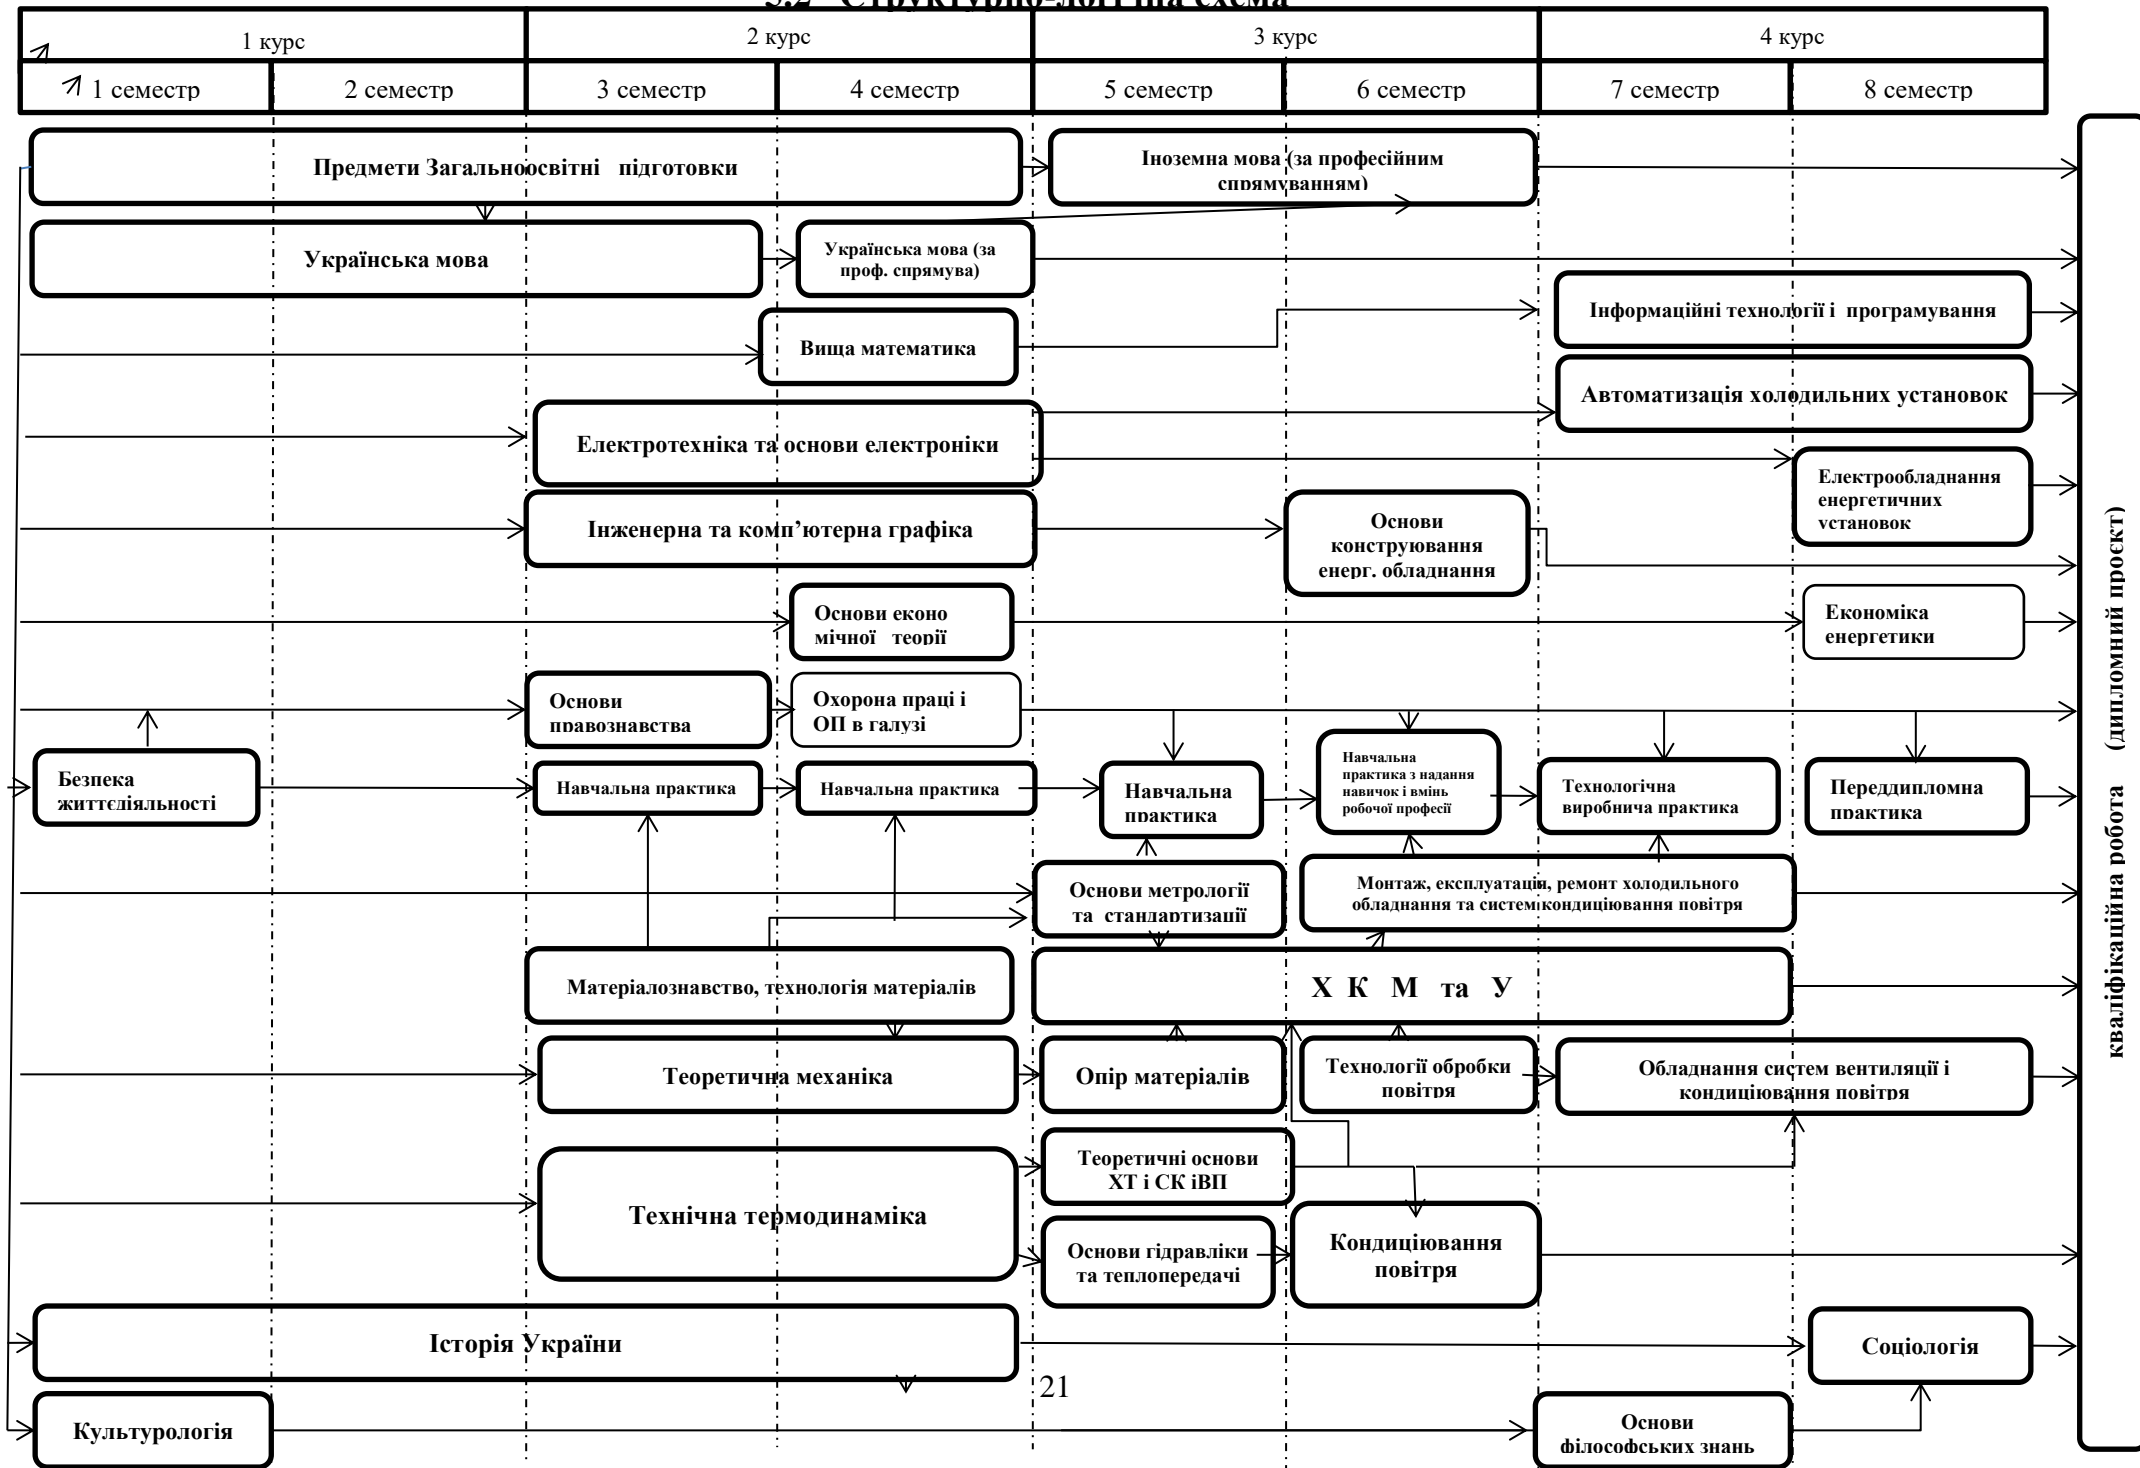 3.2 Структурно-логічна схема
1 курс
2 курс
3 курс
4 курс
1 семестр
2 семестр
3 семестр
4 семестр
5 семестр
6 семестр
7 семестр
8 семестр
Предмети Загальноосвітні підготовки
Іноземна мова (за професійним
спрямуванням)
Українська мова
Українська мова (за
проф. спрямува)
Інформаційні технології і програмування
Вища математика
Автоматизація холодильних установок
Електротехніка та основи електроніки
Електрообладнання
енергетичних
установок
Інженерна та комп’ютерна графіка
Основи
конструювання
енерг. обладнання
Основи еконо
мічної теорії
Економіка
енергетики
Основи
правознавства
Охорона праці і
ОП в галузі
Безпека
життєдіяльності
Навчальна практика
Навчальна практика
Навчальна
практика
Навчальна
практика з надання
навичок і вмінь
робочої професії
Технологічна
виробнича практика
Переддипломна
практика
Основи метрології
та стандартизації
Монтаж, експлуатація, ремонт холодильного
обладнання та систем кондиціювання повітря
Матеріалознавство, технологія матеріалів
Х К М та У
Теоретична механіка
Опір матеріалів
Технології обробки
повітря
Обладнання систем вентиляції і
кондиціювання повітря
Технічна термодинаміка
Теоретичні основи
ХТ і СК іВП
Основи гідравліки
та теплопередачі
Кондиціювання
повітря
Історія України
Соціологія
21
Культурологія
Основи
філософських знань
кваліфікаційна робота (дипломний проєкт)